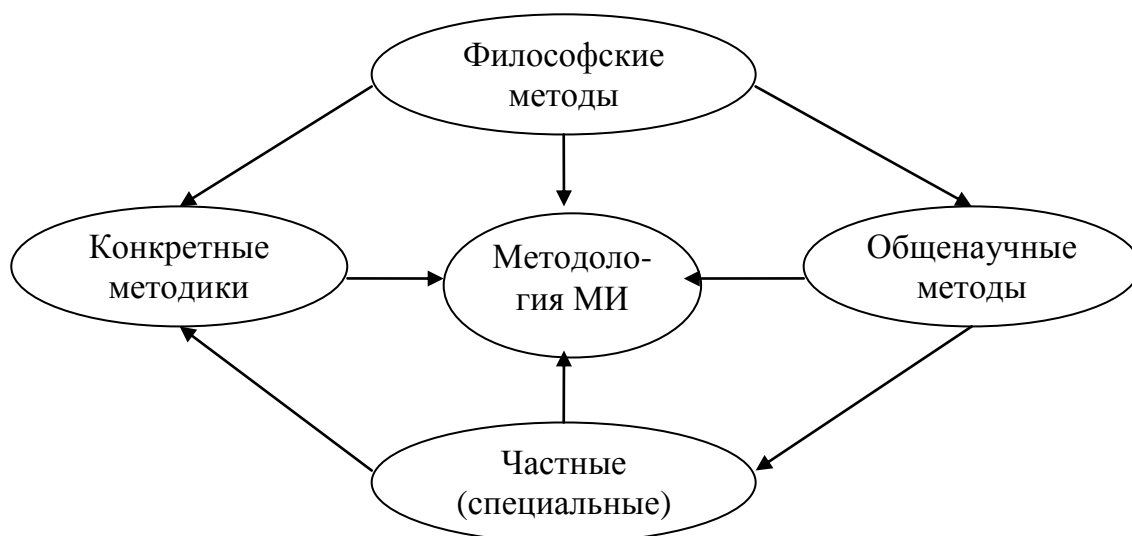 Философские
методы
Конкретные
методики
Методоло-
гия МИ
Общенаучные
методы
Частные
(специальные)